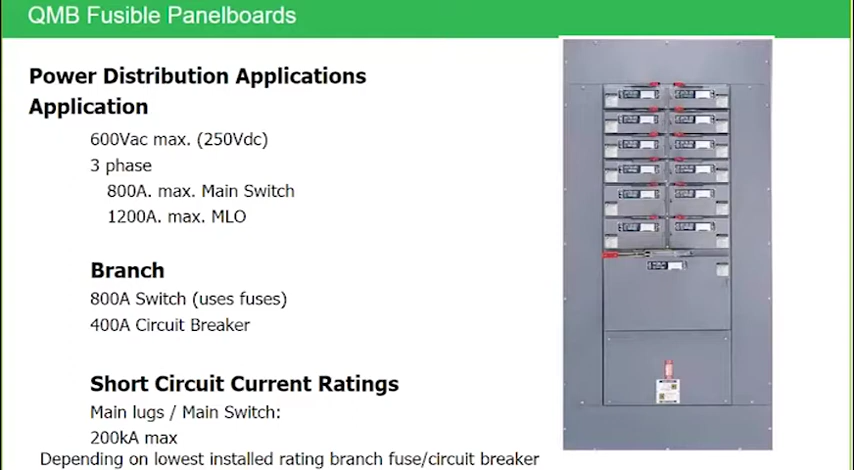 QMB Fusible Panelboards
Power Distribution Applications
Application
600Vac max. (250Vdc)
3 phase
800A. max. Main Switch
1200A. max. MLO
Branch
800A Switch (uses fuses)
400A Circuit Breaker
Short Circuit Current Ratings
Main lugs / Main Switch:
200kA max
Depending on lowest installed rating branch fuse/circuit breaker